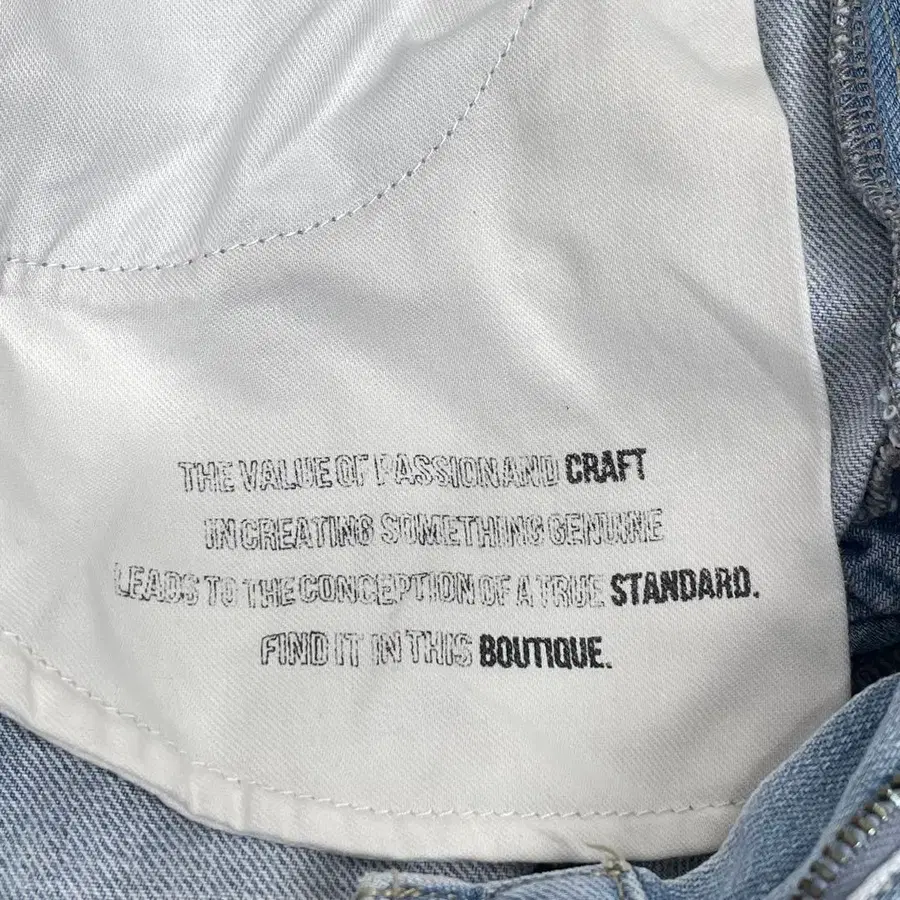 THE VALUE OF PASSION AND CRAFT
IN CREATING SOMETHING GENUINE
LEADS TO THE CONCEPTION OF A TRUE STANDARD.
FIND IT IN THIS BOUTIQUE.